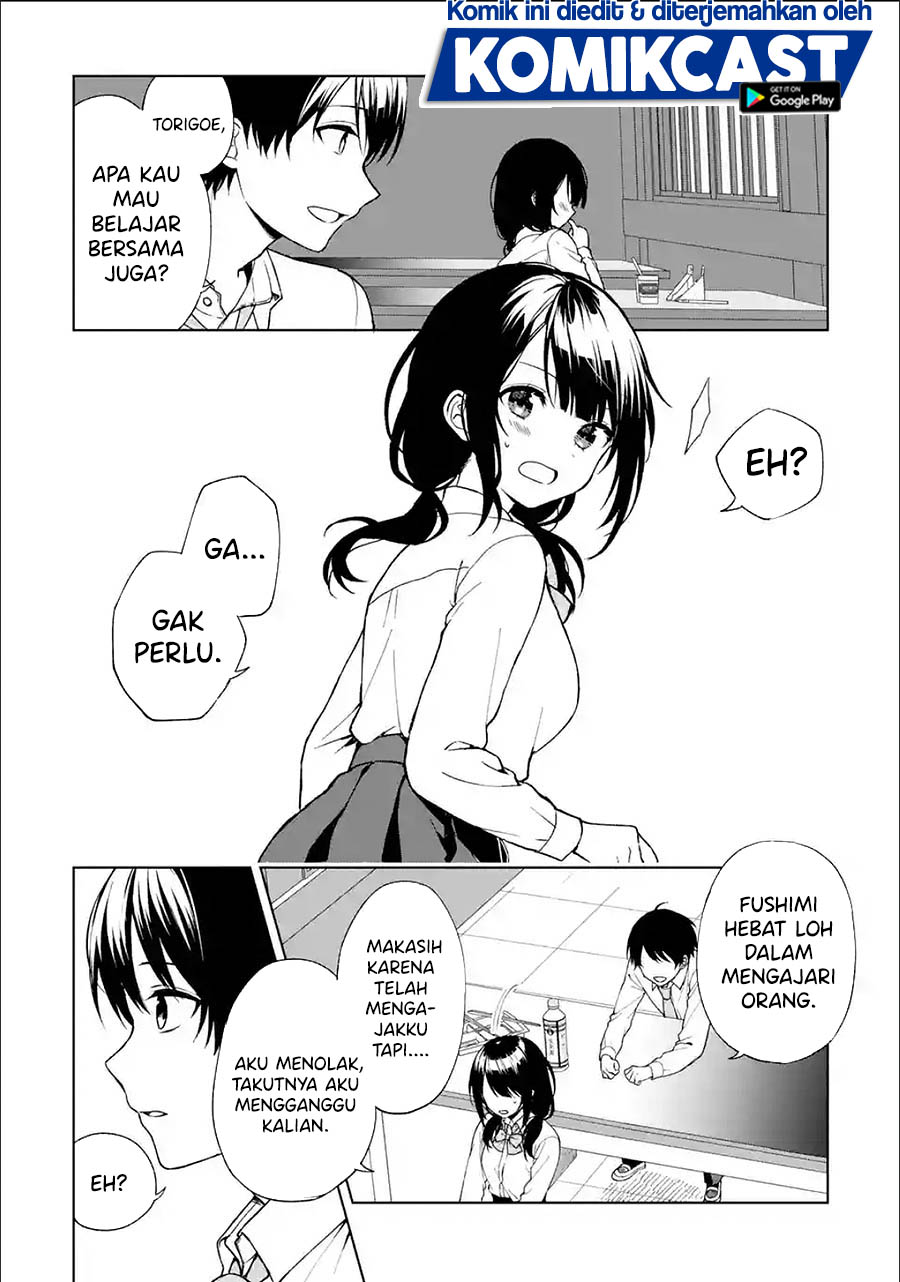 Komik ini diedit & diterjemahkan oleh
KOMIKCAST
GET IT ON
Google Play
TORIGOE,
APA KAU
MAU
BELAJAR
BERSAMA
JUGA?
EH?
GA...
GAK
PERLU.
FUSHIMI
HEBAT LOH
DALAM
MENGAJARI
ORANG.
MAKASIH
KARENA
TELAH
MENGA-
JAKKU
TAPI....
AKU MENOLAK,
TAKUTNYA AKU
MENGGANGGU
KALIAN.
EH?